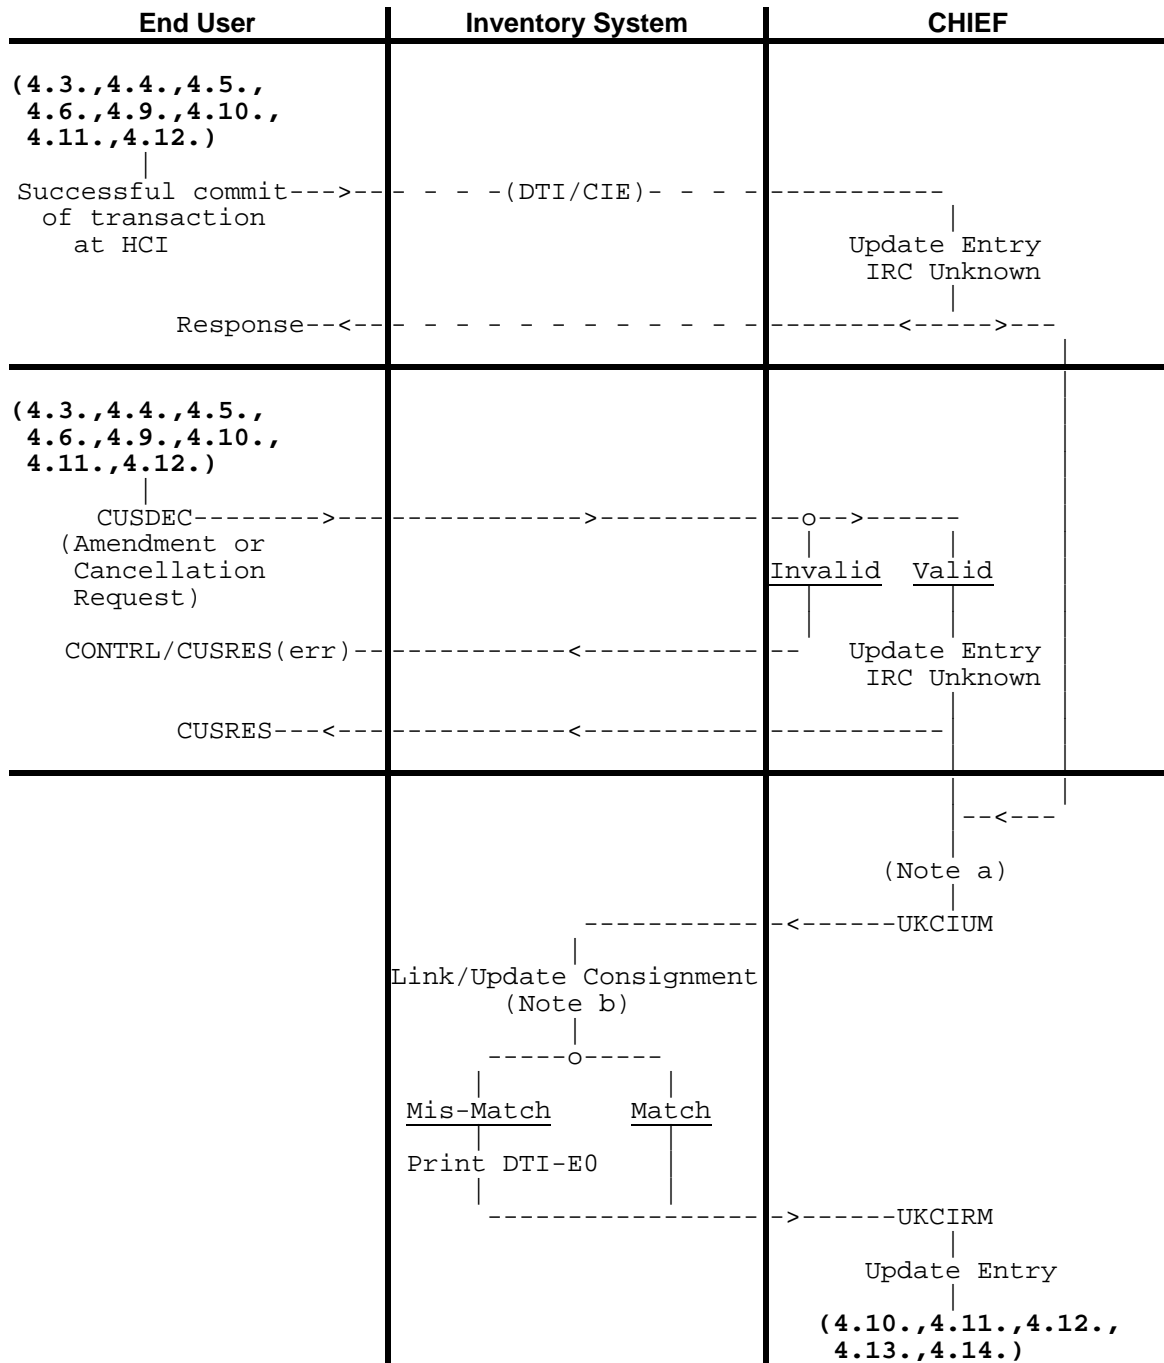 End User Inventory System CHIEF
(4.3.,4.4.,4.5.,
4.6.,4.9.,4.10.,
4.11.,4.12.)
Successful commit--->-- - - - -(DTI/CIE)- - - - -----------
of transaction
at HCI
Update Entry
IRC Unknown
Response--<-- - - - - - - - - - - - --------<----->---
(4.3.,4.4.,4.5.,
4.6.,4.9.,4.10.,
4.11.,4.12.)
CUSDEC-------->--- ------------>---------- --o-->------
(Amendment or
Cancellation
Request)
Invalid Valid
CONTRL/CUSRES(err)-- -----------<----------- -- Update Entry
IRC Unknown
CUSRES---<--- -----------<----------- -----------
--<---
(Note a)
----------- -<------UKCIUM
Link/Update Consignment
(Note b)
-----o-----
Mis-Match Match
Print DTI-E0
----------------- ->------UKCIRM
Update Entry
(4.10.,4.11.,4.12.,
4.13.,4.14.)